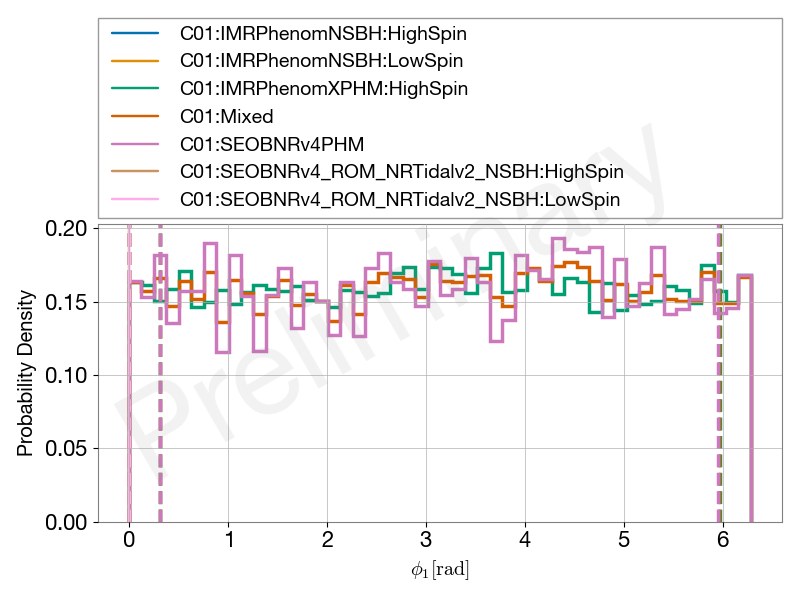 C01:IMRPhenomNSBH:HighSpin
C01:IMRPhenomNSBH:LowSpin
C01:IMRPhenomXPHM:HighSpin
C01:Mixed
C01:SEOBNRv4PHM
C01:SEOBNRv4_ROM_NRTidalv2_NSBH:HighSpin
C01:SEOBNRv4_ROM_NRTidalv2_NSBH:LowSpin
Preliminary
Probability Density
0.20
0.15
0.10
0.05
0.00
0 1 2 3 4 5 6
ϕ₁[rad]